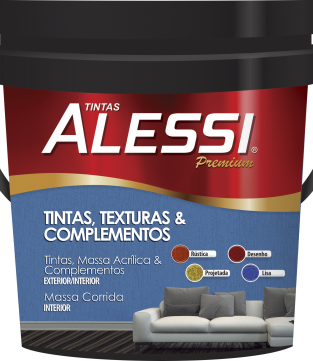 TINTAS
ALESSI®
Premium
TINTAS, TEXTURAS &
COMPLEMENTOS
Tintas, Massa Acrílica &
Complementos
EXTERIOR/INTERIOR
Massa Corrida
INTERIOR
Rústica
Desenho
Projetada
Lisa